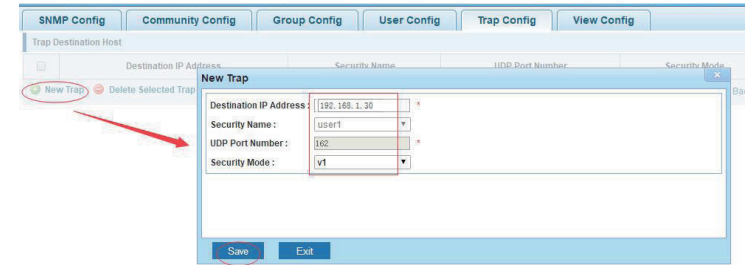 SNMP Config Community Config Group Config User Config Trap Config View Config
Trap Destination Host
Destination IP Address Security Name UDP Port Number Security Mode
New Trap Delete Selected Trap
New Trap
Destination IP Address : 192.168.1.30 *
Security Name : user1
UDP Port Number : 162 *
Security Mode : v1
Save Exit